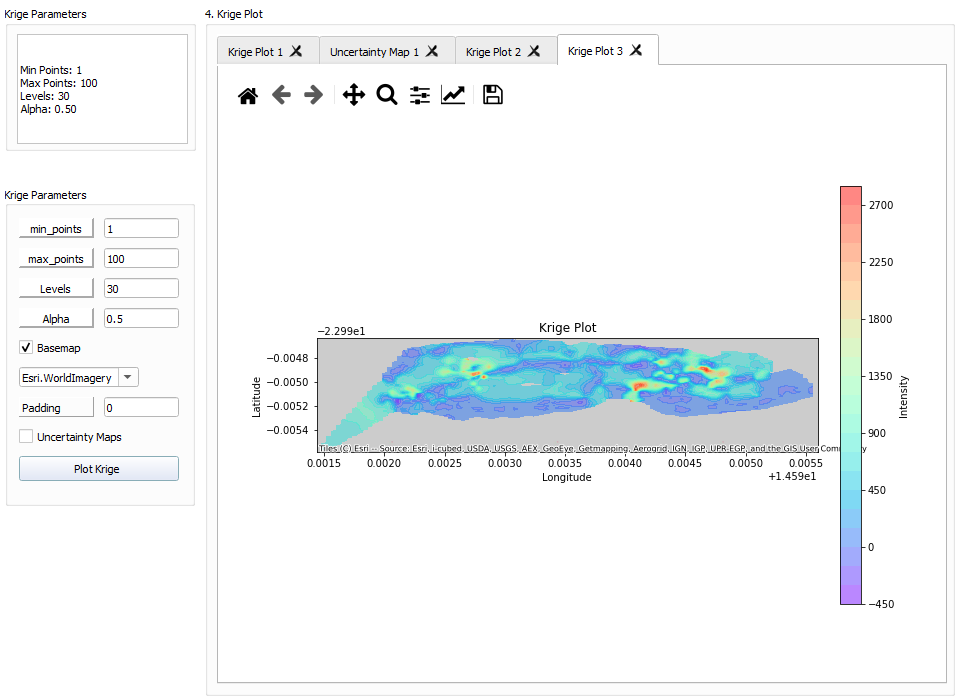 Krige Parameters
Min Points: 1
Max Points: 100
Levels: 30
Alpha: 0.50
Krige Parameters
min_points 1
max_points 100
Levels 30
Alpha 0.5
Basemap
Esri.WorldImagery
Padding 0
Uncertainty Maps
Plot Krige
4. Krige Plot
Krige Plot 1 Uncertainty Map 1 Krige Plot 2 Krige Plot 3
−2.299e1
Krige Plot
−0.0048
−0.0050
−0.0052
−0.0054
Latitude
Tiles (C) Esri -- Source: Esri, i-cubed, USDA, USGS, AEX, GeoEye, Getmapping, Aerogrid, IGN, IGP, UPR-EGP, and the GIS User Community
0.0015 0.0020 0.0025 0.0030 0.0035 0.0040 0.0045 0.0050 0.0055
Longitude
+1.459e1
2700
2250
1800
1350
900
450
0
−450
Intensity